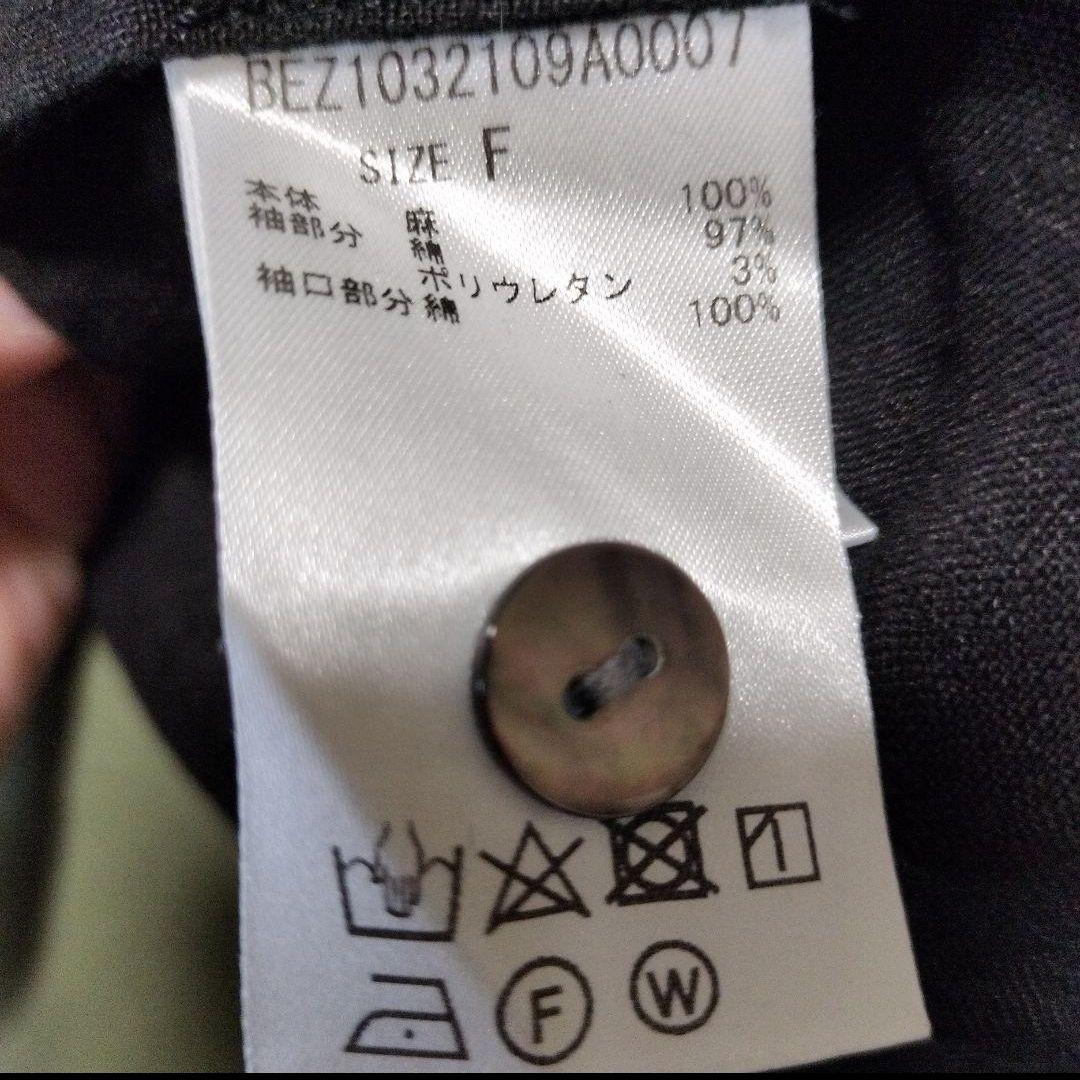 BEZ1032109A0007
SIZE F
本体 麻 100%
袖部分 綿 97%
ポリウレタン 3%
袖口部分 綿 100%
F W